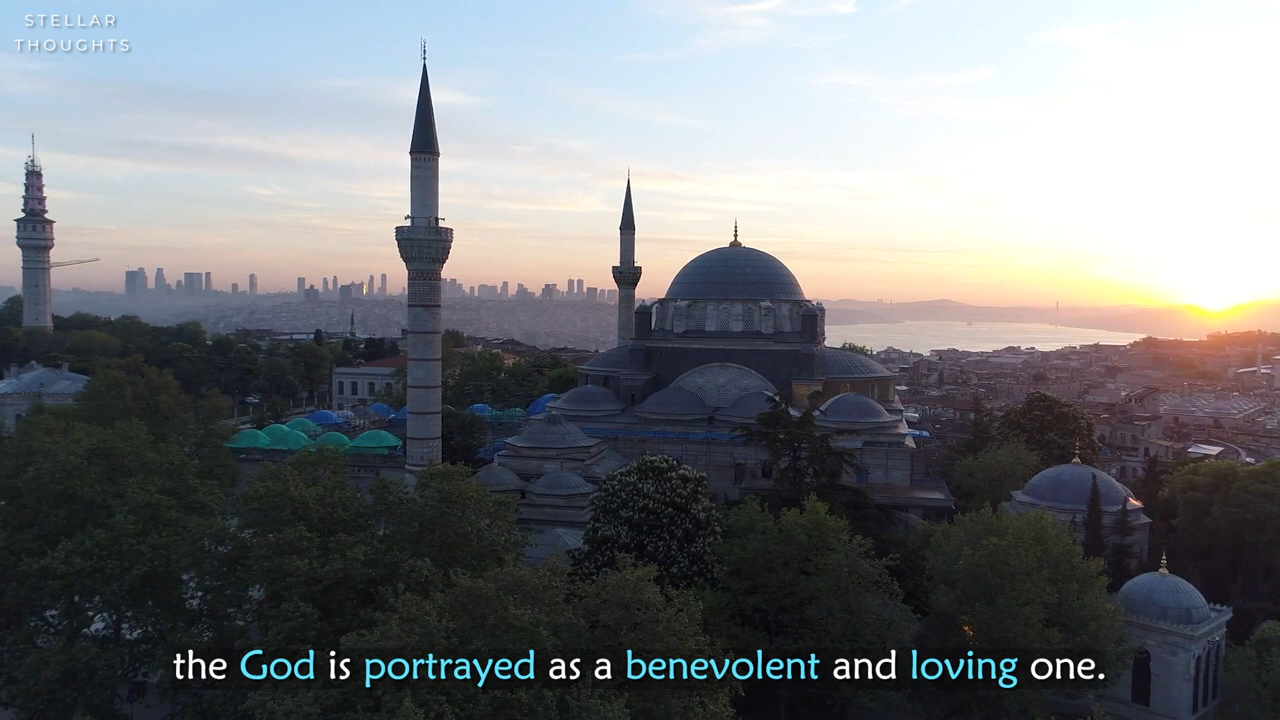 STELLAR
THOUGHTS
the God is portrayed as a benevolent and loving one.